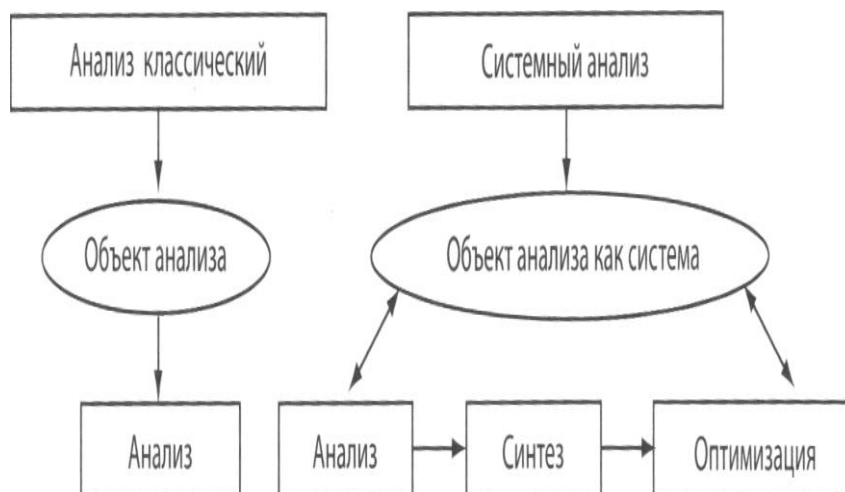 Анализ классический
Системный анализ
Объект анализа
Объект анализа как система
Анализ
Анализ
Синтез
Оптимизация